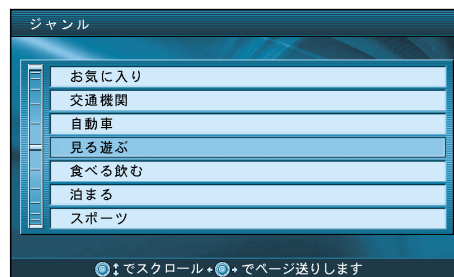 ジャンル
お気に入り
交通機関
自動車
見る遊ぶ
食べる飲む
泊まる
スポーツ
でスクロール でページ送りします